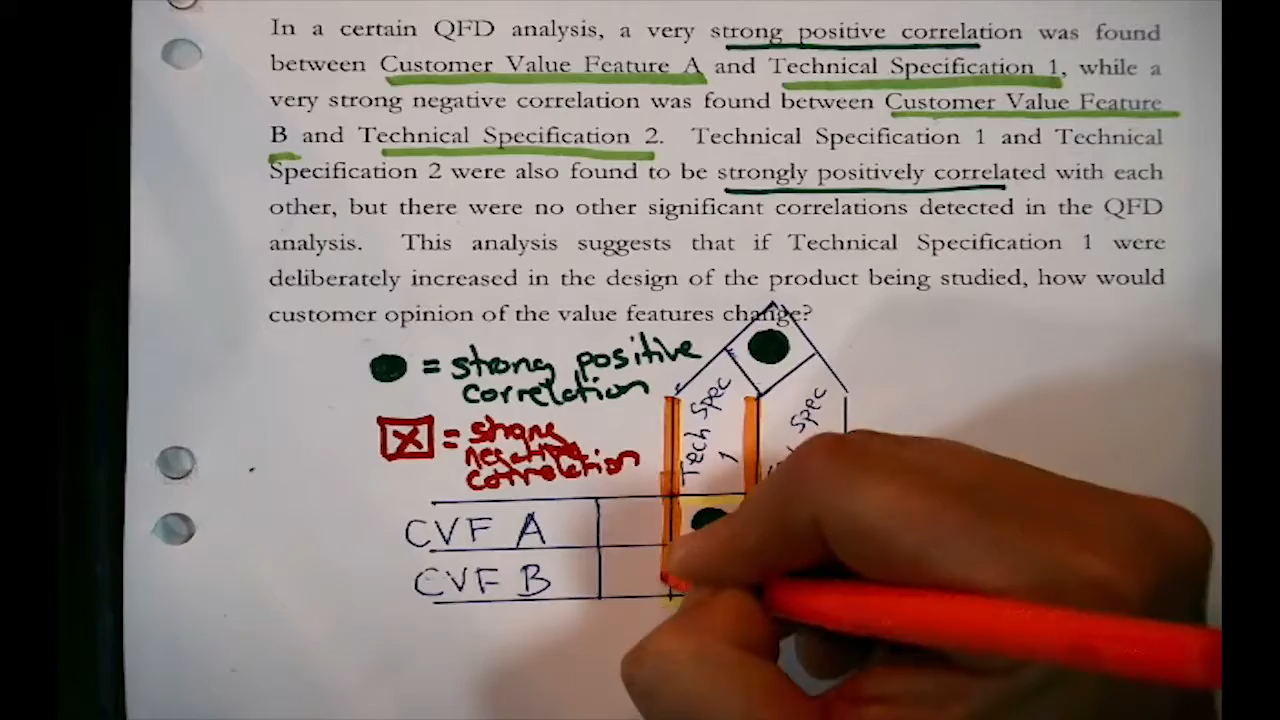 In a certain QFD analysis, a very strong positive correlation was found
between Customer Value Feature A and Technical Specification 1, while a
very strong negative correlation was found between Customer Value Feature
B and Technical Specification 2. Technical Specification 1 and Technical
Specification 2 were also found to be strongly positively correlated with each
other, but there were no other significant correlations detected in the QFD
analysis. This analysis suggests that if Technical Specification 1 were
deliberately increased in the design of the product being studied, how would
customer opinion of the value features change?
= strong positive
correlation
X = strong
negative
correlation
Tech Spec
1
Spec
CVF A
CVF B